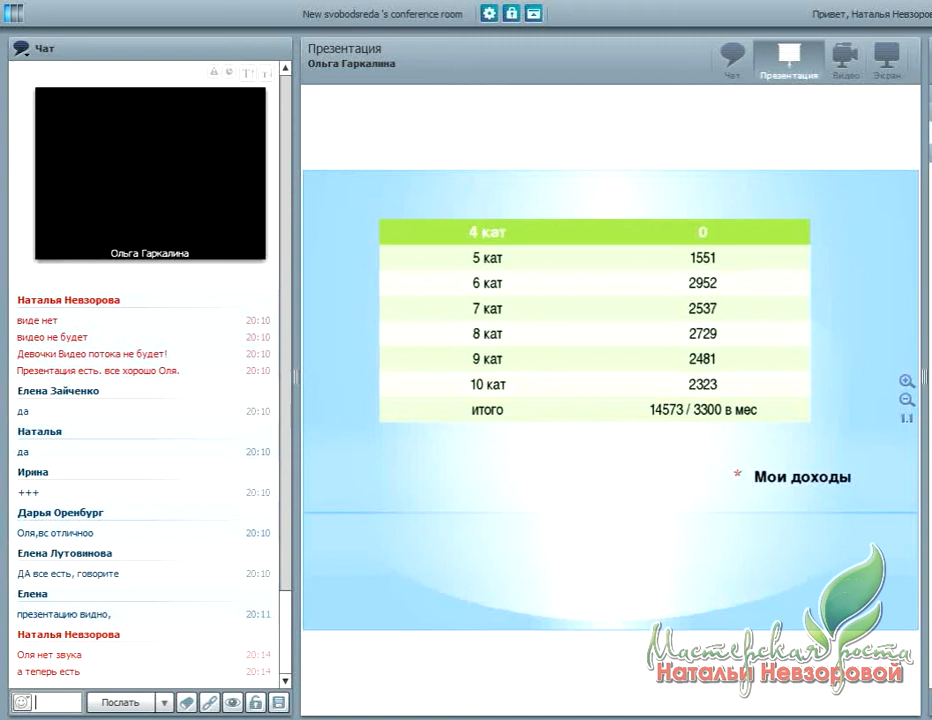 New svobodsreda 's conference room
Привет, Наталья Невзоров
Чат
Ольга Гаркалина
Наталья Невзорова
виде нет 20:10
видео не будет 20:10
Девочки Видео потока не будет! 20:10
Презентация есть. все хорошо Оля. 20:10
Елена Зайченко
да 20:10
Наталья
да 20:10
Ирина
+++ 20:10
Дарья Оренбург
Оля,вс отличноо 20:10
Елена Лутовинова
ДА все есть, говорите 20:10
Елена
презентацию видно, 20:11
Наталья Невзорова
Оля нет звука 20:14
а теперь есть 20:14
Послать
Презентация
Ольга Гаркалина
Чат Презентация Видео Экран
4 кат 0
5 кат 1551
6 кат 2952
7 кат 2537
8 кат 2729
9 кат 2481
10 кат 2323
итого 14573 / 3300 в мес
* Мои доходы
1:1
Мастерская роста
Натальи Невзоровой